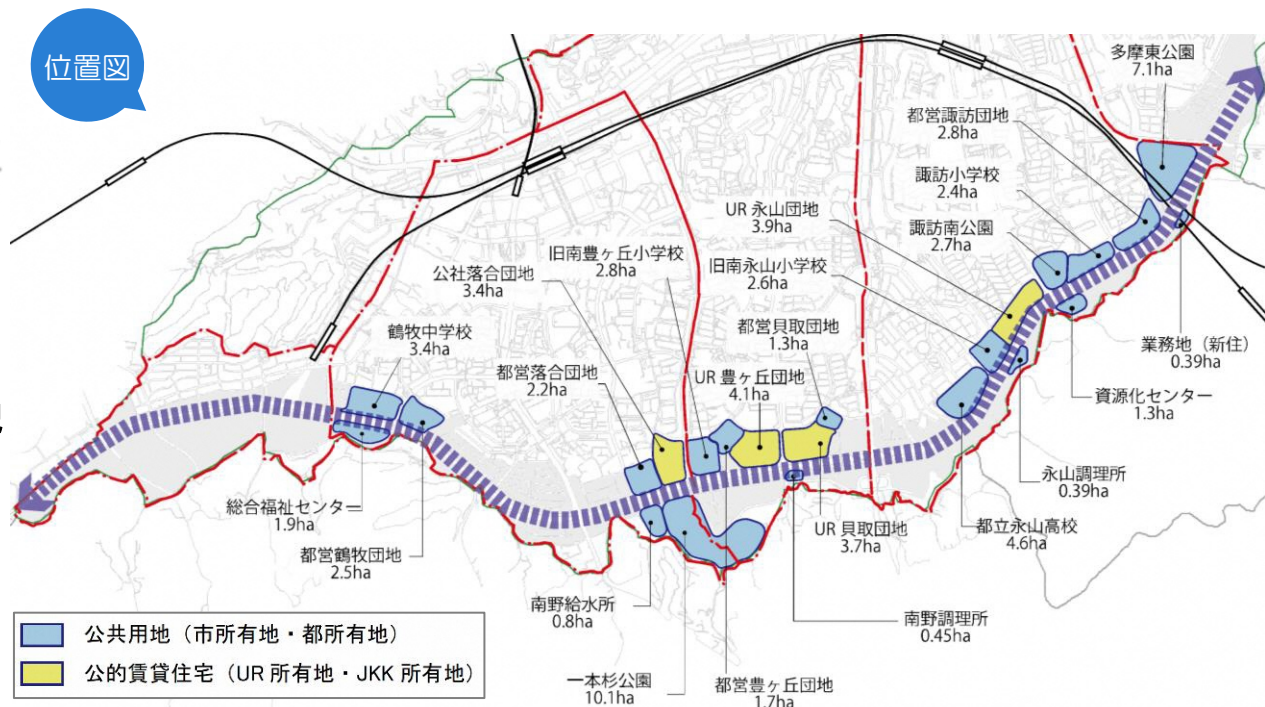 位置図
多摩東公園
7.1ha
都営諏訪団地
2.8ha
諏訪小学校
2.4ha
UR 永山団地
3.9ha
諏訪南公園
2.7ha
旧南豊ヶ丘小学校
2.8ha
旧南永山小学校
2.6ha
公社落合団地
3.4ha
都営貝取団地
1.3ha
鶴牧中学校
3.4ha
UR 豊ヶ丘団地
4.1ha
都営落合団地
2.2ha
業務地（新住）
0.39ha
資源化センター
1.3ha
永山調理所
0.39ha
総合福祉センター
1.9ha
都営鶴牧団地
2.5ha
UR 貝取団地
3.7ha
都立永山高校
4.6ha
南野給水所
0.8ha
南野調理所
0.45ha
一本杉公園
10.1ha
都営豊ヶ丘団地
1.7ha
公共用地（市所有地・都所有地）
公的賃貸住宅（UR 所有地・JKK 所有地）